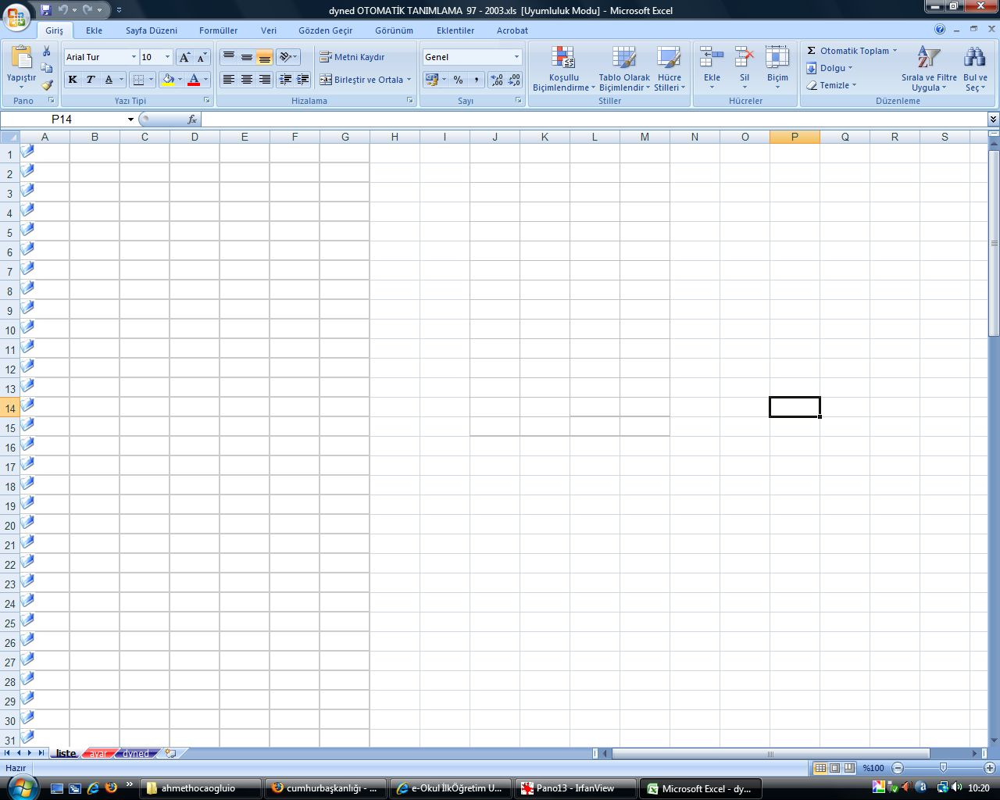 dyned OTOMATİK TANIMLAMA 97 - 2003.xls [Uyumluluk Modu] - Microsoft Excel
Giriş Ekle Sayfa Düzeni Formüller Veri Gözden Geçir Görünüm Eklentiler Acrobat
Yapıştır
Pano
Arial Tur 10
K T A
Yazı Tipi
Metni Kaydır
Birleştir ve Ortala
Hizalama
Genel
% ,
Sayı
Koşullu Biçimlendirme
Tablo Olarak Biçimlendir
Hücre Stilleri
Stiller
Ekle Sil Biçim
Hücreler
Σ Otomatik Toplam
Dolgu
Temizle
Sırala ve Filtre Uygula
Bul ve Seç
Düzenleme
P14 fx
A B C D E F G H I J K L M N O P Q R S
1
2
3
4
5
6
7
8
9
10
11
12
13
14
15
16
17
18
19
20
21
22
23
24
25
26
27
28
29
30
31
liste ayar dyned
Hazır %100
ahmethocaogluio cumhurbaşkanlığı - ... e-Okul İlkÖğretim U... Pano13 - IrfanView Microsoft Excel - dy... 10:20